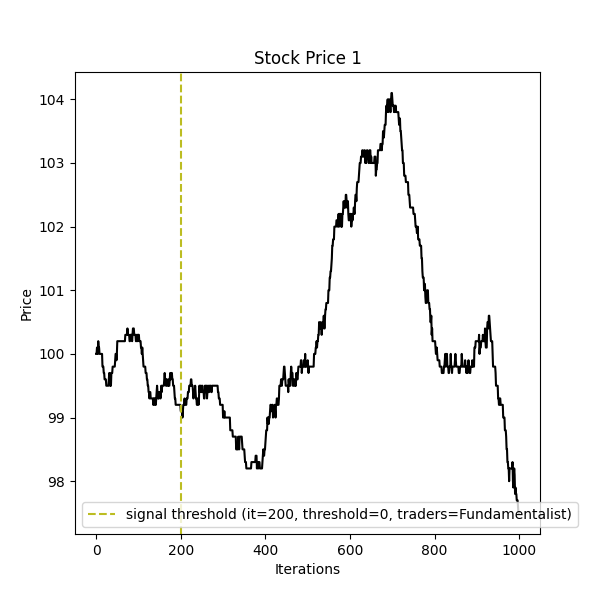 Stock Price 1
104
103
102
101
100
99
98
Price
signal threshold (it=200, threshold=0, traders=Fundamentalist)
0 200 400 600 800 1000
Iterations